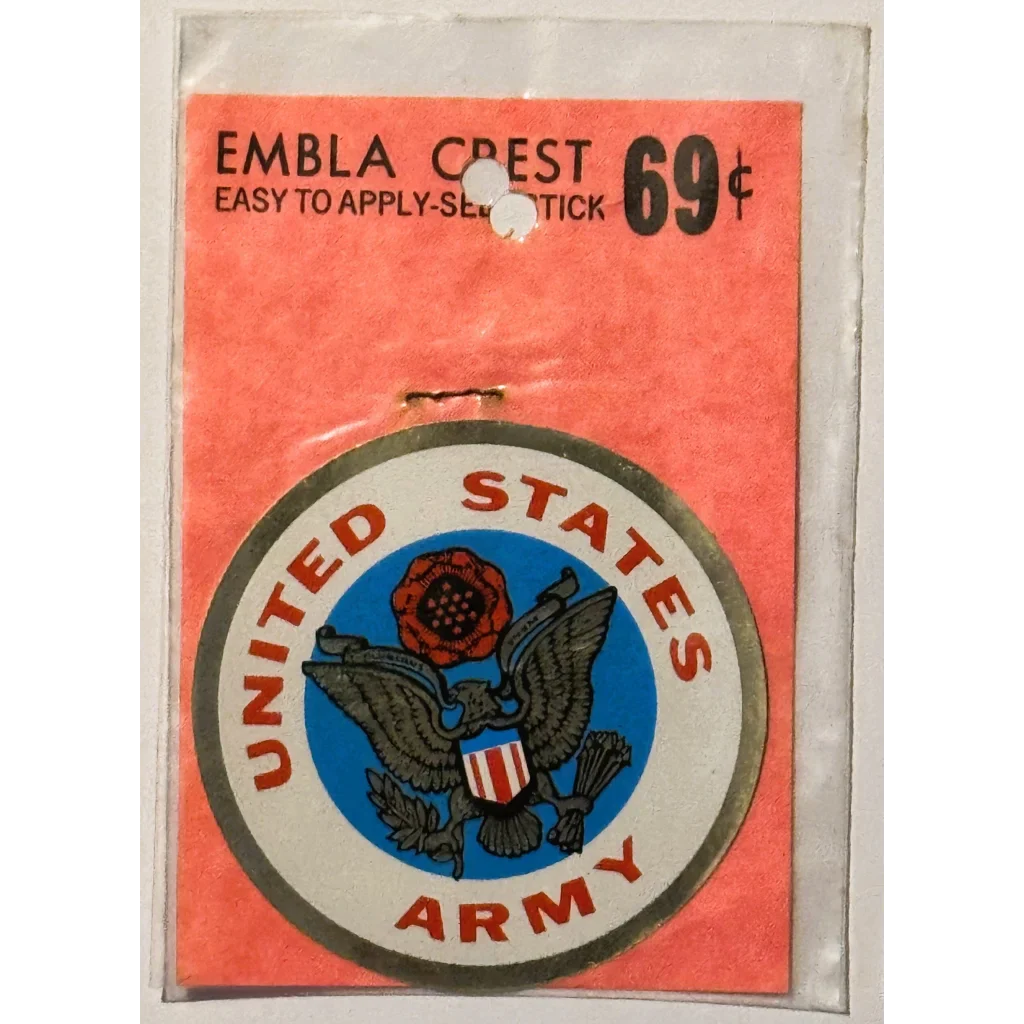 EMBLA CREST 69¢
EASY TO APPLY-SELF STICK
UNITED STATES
ARMY